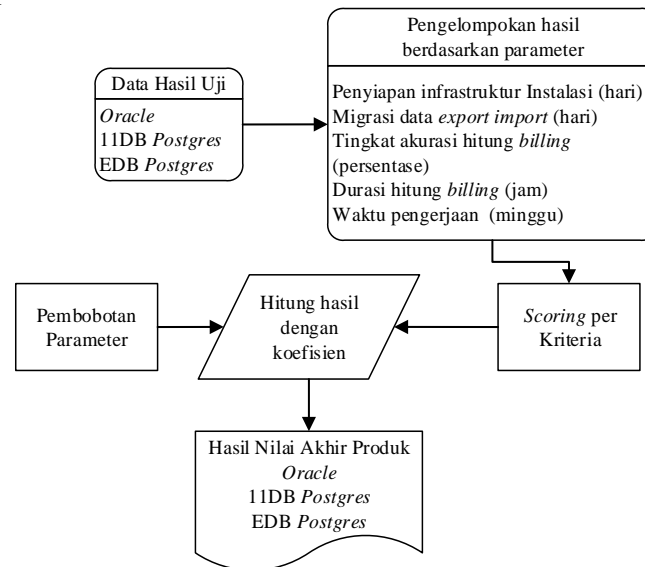 Data Hasil Uji
Oracle
11DB Postgres
EDB Postgres
Pengelompokan hasil
berdasarkan parameter
Penyiapan infrastruktur Instalasi (hari)
Migrasi data export import (hari)
Tingkat akurasi hitung billing
(persentase)
Durasi hitung billing (jam)
Waktu pengerjaan (minggu)
Pembobotan
Parameter
Hitung hasil
dengan
koefisien
Scoring per
Kriteria
Hasil Nilai Akhir Produk
Oracle
11DB Postgres
EDB Postgres